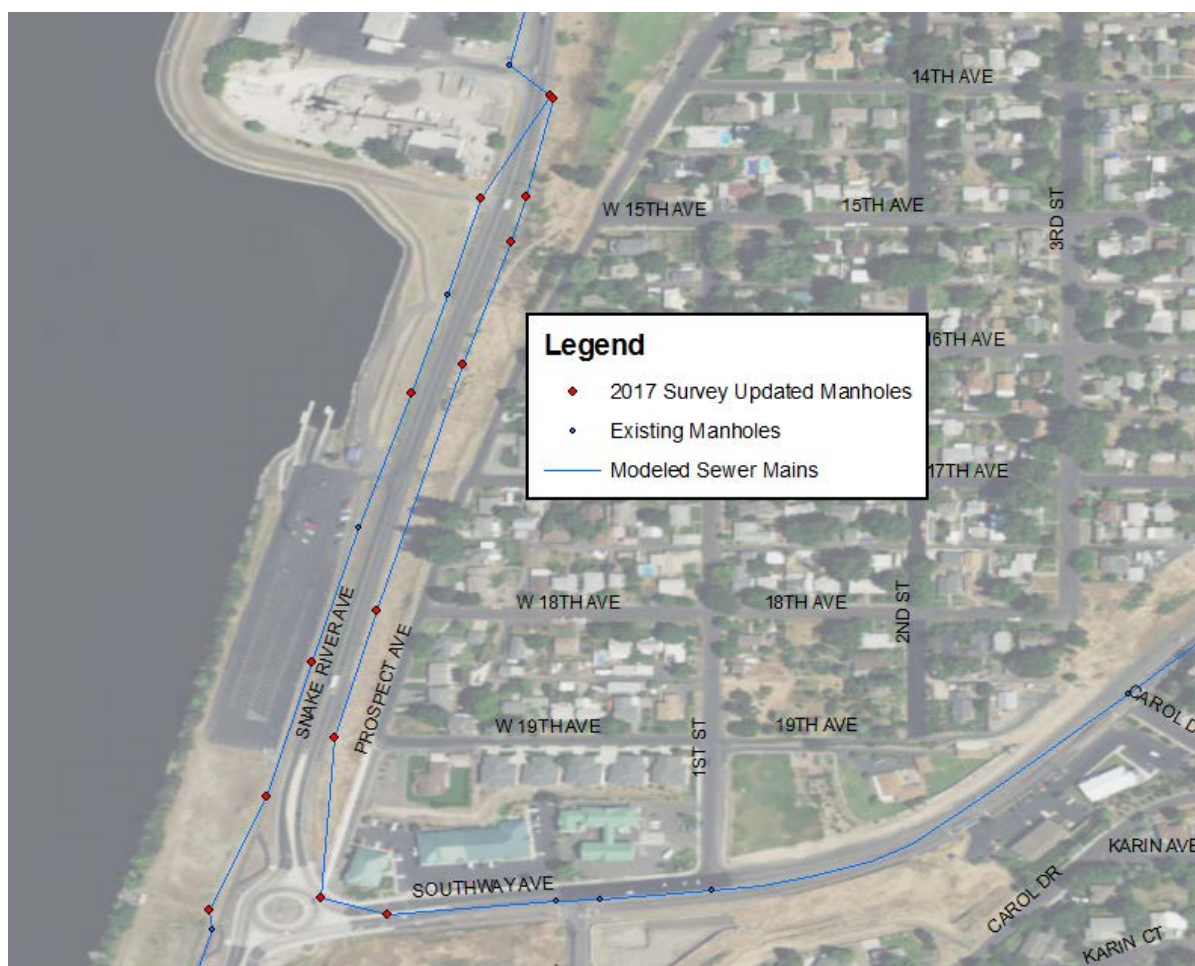 14TH AVE
W 15TH AVE
15TH AVE
3RD ST
Legend
2017 Survey Updated Manholes
Existing Manholes
Modeled Sewer Mains
16TH AVE
17TH AVE
W 18TH AVE
18TH AVE
2ND ST
SNAKE RIVER AVE
PROSPECT AVE
W 19TH AVE
1ST ST
19TH AVE
CAROL D
SOUTHWAY AVE
KARIN AVE
CAROL DR
KARIN CT